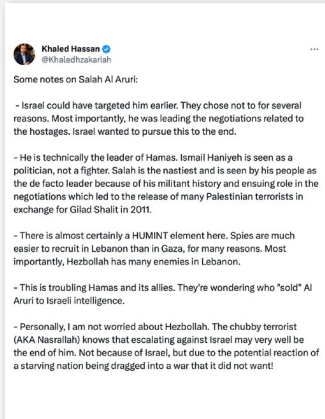 Khaled Hassan
@Khaledhzakariah
Some notes on Salah Al Aruri:
- Israel could have targeted him earlier. They chose not to for several
reasons. Most importantly, he was leading the negotiations related to
the hostages. Israel wanted to pursue this to the end.
- He is technically the leader of Hamas. Ismail Haniyeh is seen as a
politician, not a fighter. Salah is the nastiest and is seen by his people as
the de facto leader because of his militant history and ensuing role in the
negotiations which led to the release of many Palestinian terrorists in
exchange for Gilad Shalit in 2011.
- There is almost certainly a HUMINT element here. Spies are much
easier to recruit in Lebanon than in Gaza, for many reasons. Most
importantly, Hezbollah has many enemies in Lebanon.
- This is troubling Hamas and its allies. They're wondering who "sold" Al
Aruri to Israeli intelligence.
- Personally, I am not worried about Hezbollah. The chubby terrorist
(AKA Nasrallah) knows that escalating against Israel may very well be
the end of him. Not because of Israel, but due to the potential reaction of
a starving nation being dragged into a war that it did not want!